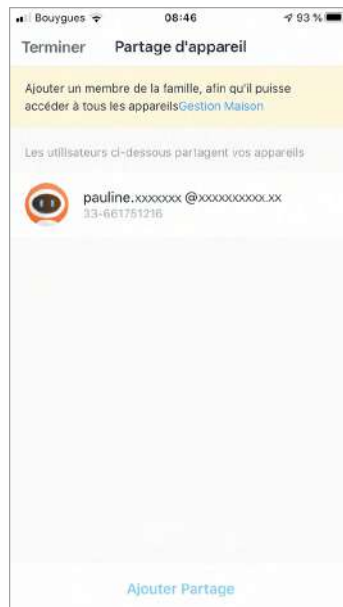 Bouygues 08:46 93 %
Terminer Partage d'appareil
Ajouter un membre de la famille, afin qu'il puisse
accéder à tous les appareilsGestion Maison
Les utilisateurs ci-dessous partagent vos appareils
pauline.xxxxxxx @xxxxxxxxxx.xx
33-661751216
Ajouter Partage